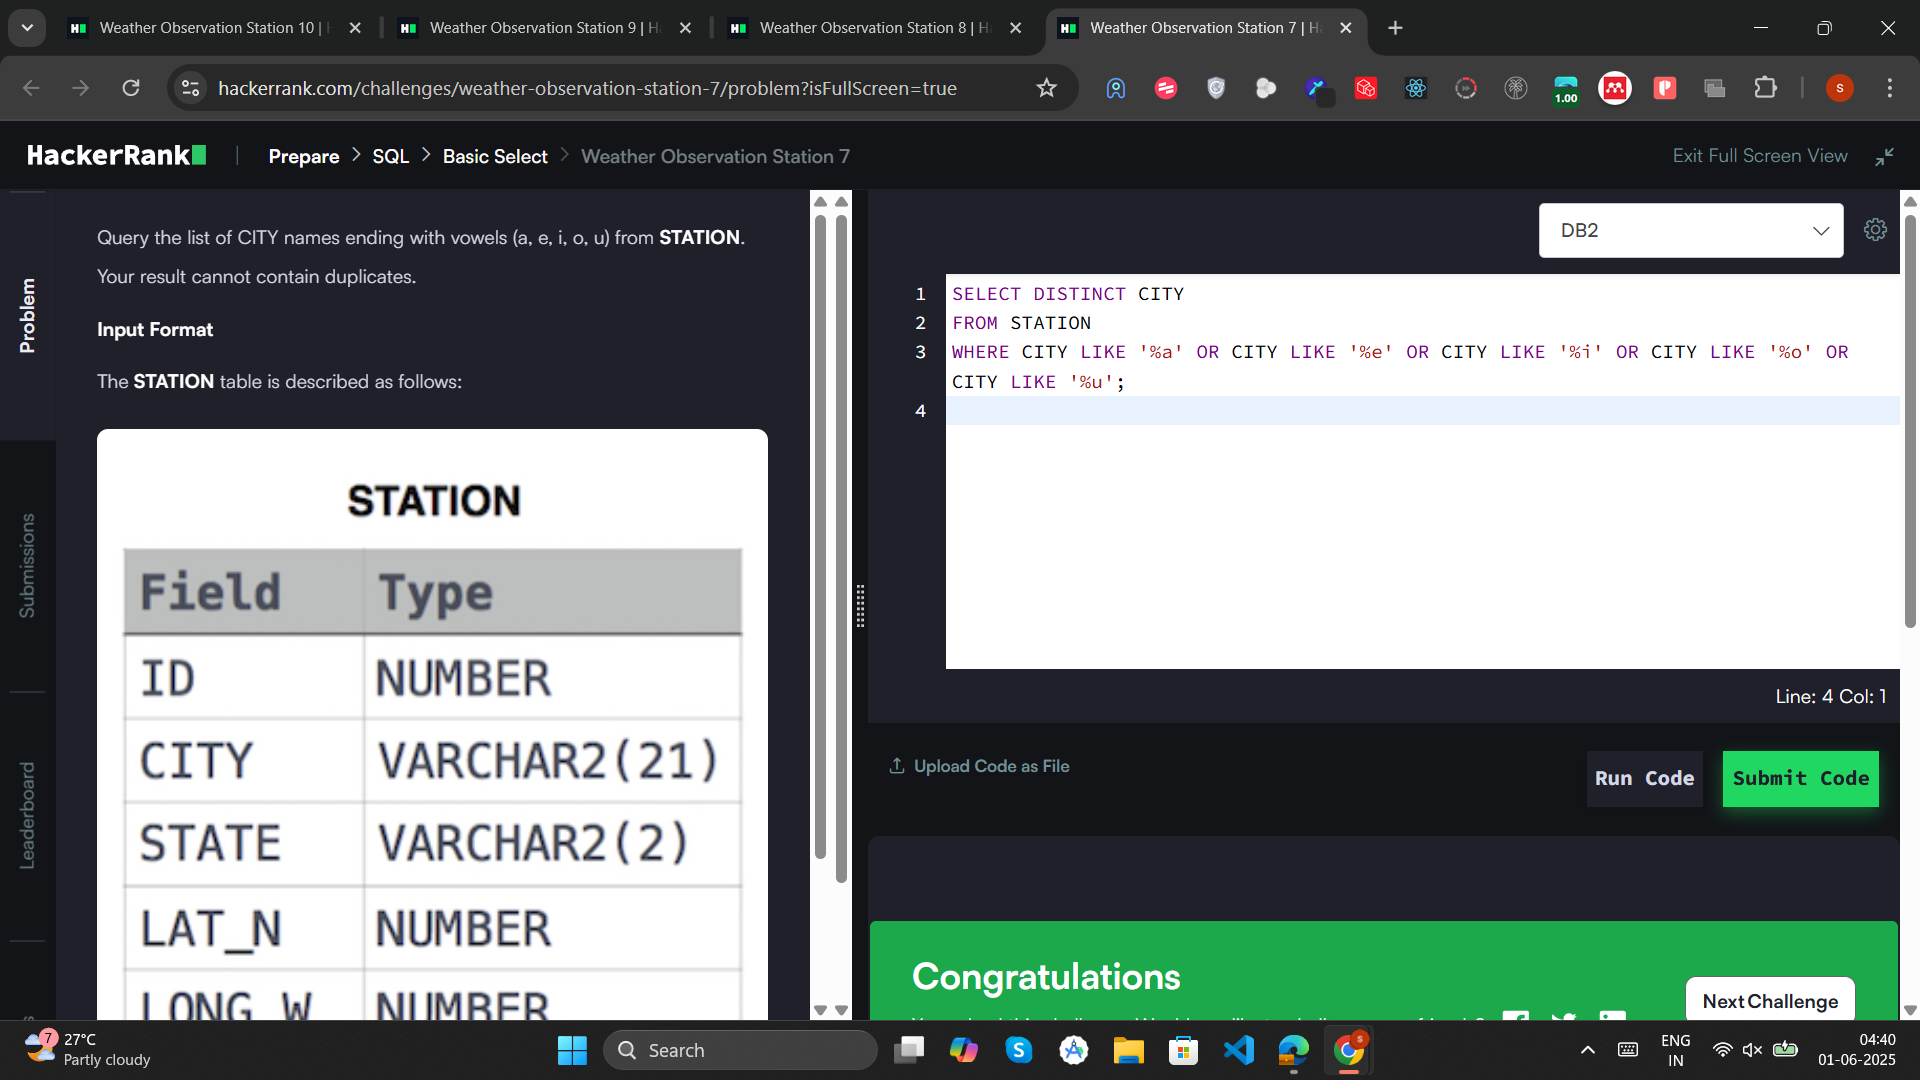 Weather Observation Station 10 | H
Weather Observation Station 9 | Ha
Weather Observation Station 8 | Ha
Weather Observation Station 7 | Ha
hackerrank.com/challenges/weather-observation-station-7/problem?isFullScreen=true
1.00
S
HackerRank
Prepare > SQL > Basic Select > Weather Observation Station 7
Exit Full Screen View
Problem
Submissions
Leaderboard
Query the list of CITY names ending with vowels (a, e, i, o, u) from STATION.
Your result cannot contain duplicates.
Input Format
The STATION table is described as follows:
STATION
Field Type
ID NUMBER
CITY VARCHAR2(21)
STATE VARCHAR2(2)
LAT_N NUMBER
LONG_W NUMBER
DB2
1 SELECT DISTINCT CITY
2 FROM STATION
3 WHERE CITY LIKE '%a' OR CITY LIKE '%e' OR CITY LIKE '%i' OR CITY LIKE '%o' OR
CITY LIKE '%u';
4
Line: 4 Col: 1
Upload Code as File
Run Code
Submit Code
Congratulations
Next Challenge
7
27°C
Partly cloudy
Search
ENG
IN
04:40
01-06-2025